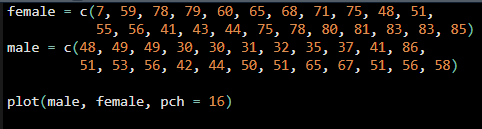 female = c(7, 59, 78, 79, 60, 65, 68, 71, 75, 48, 51,
55, 56, 41, 43, 44, 75, 78, 80, 81, 83, 83, 85)
male = c(48, 49, 49, 30, 30, 31, 32, 35, 37, 41, 86,
51, 53, 56, 42, 44, 50, 51, 65, 67, 51, 56, 58)
plot(male, female, pch = 16)